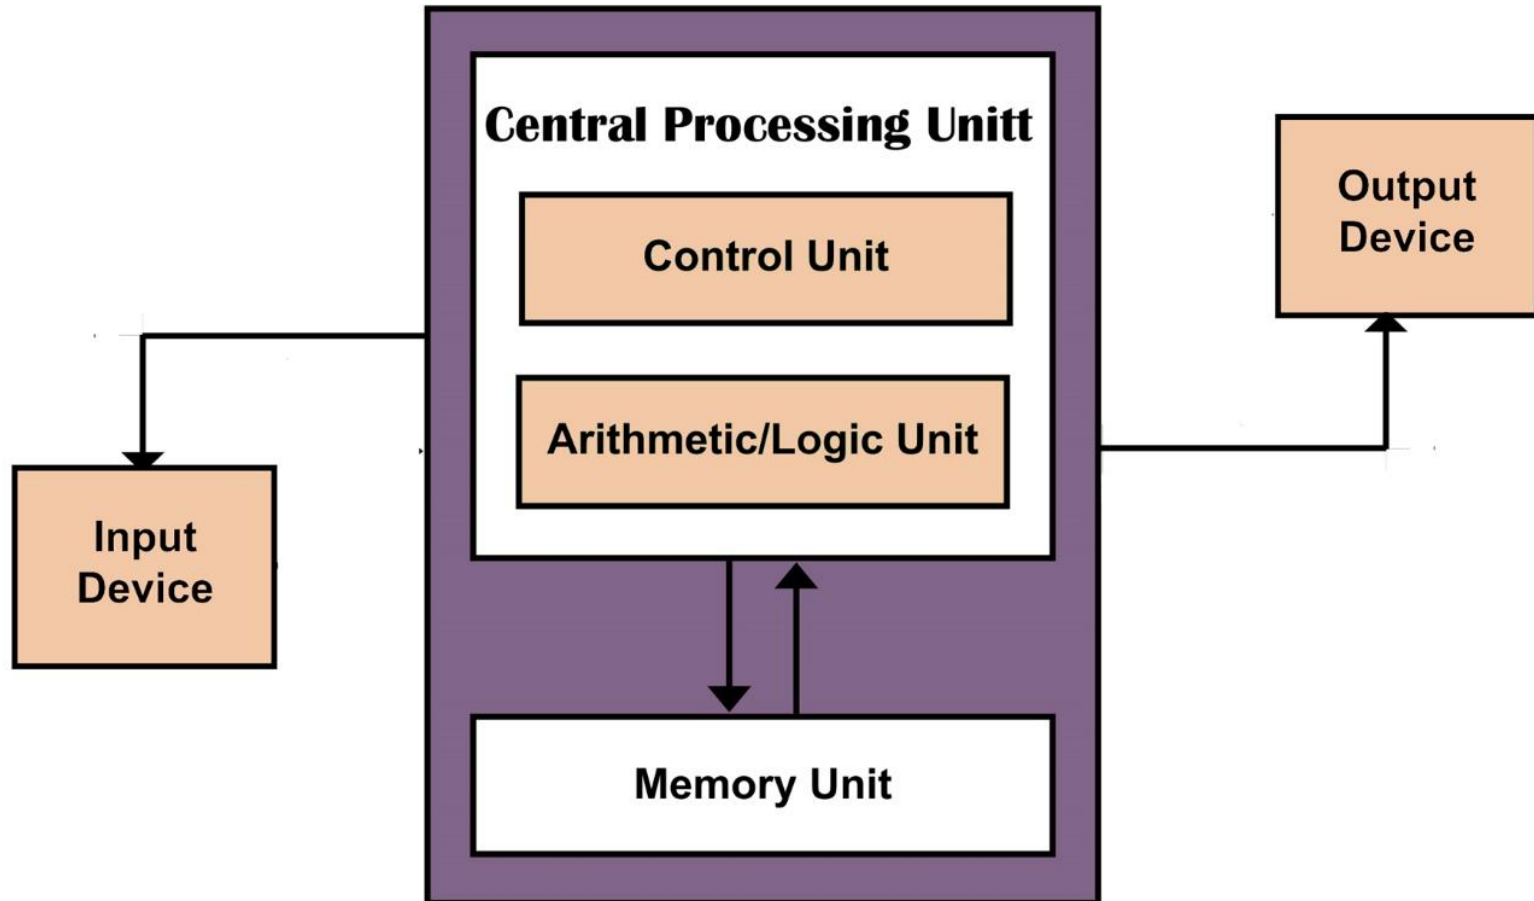 Central Processing Unitt
Control Unit
Arithmetic/Logic Unit
Memory Unit
Input
Device
Output
Device